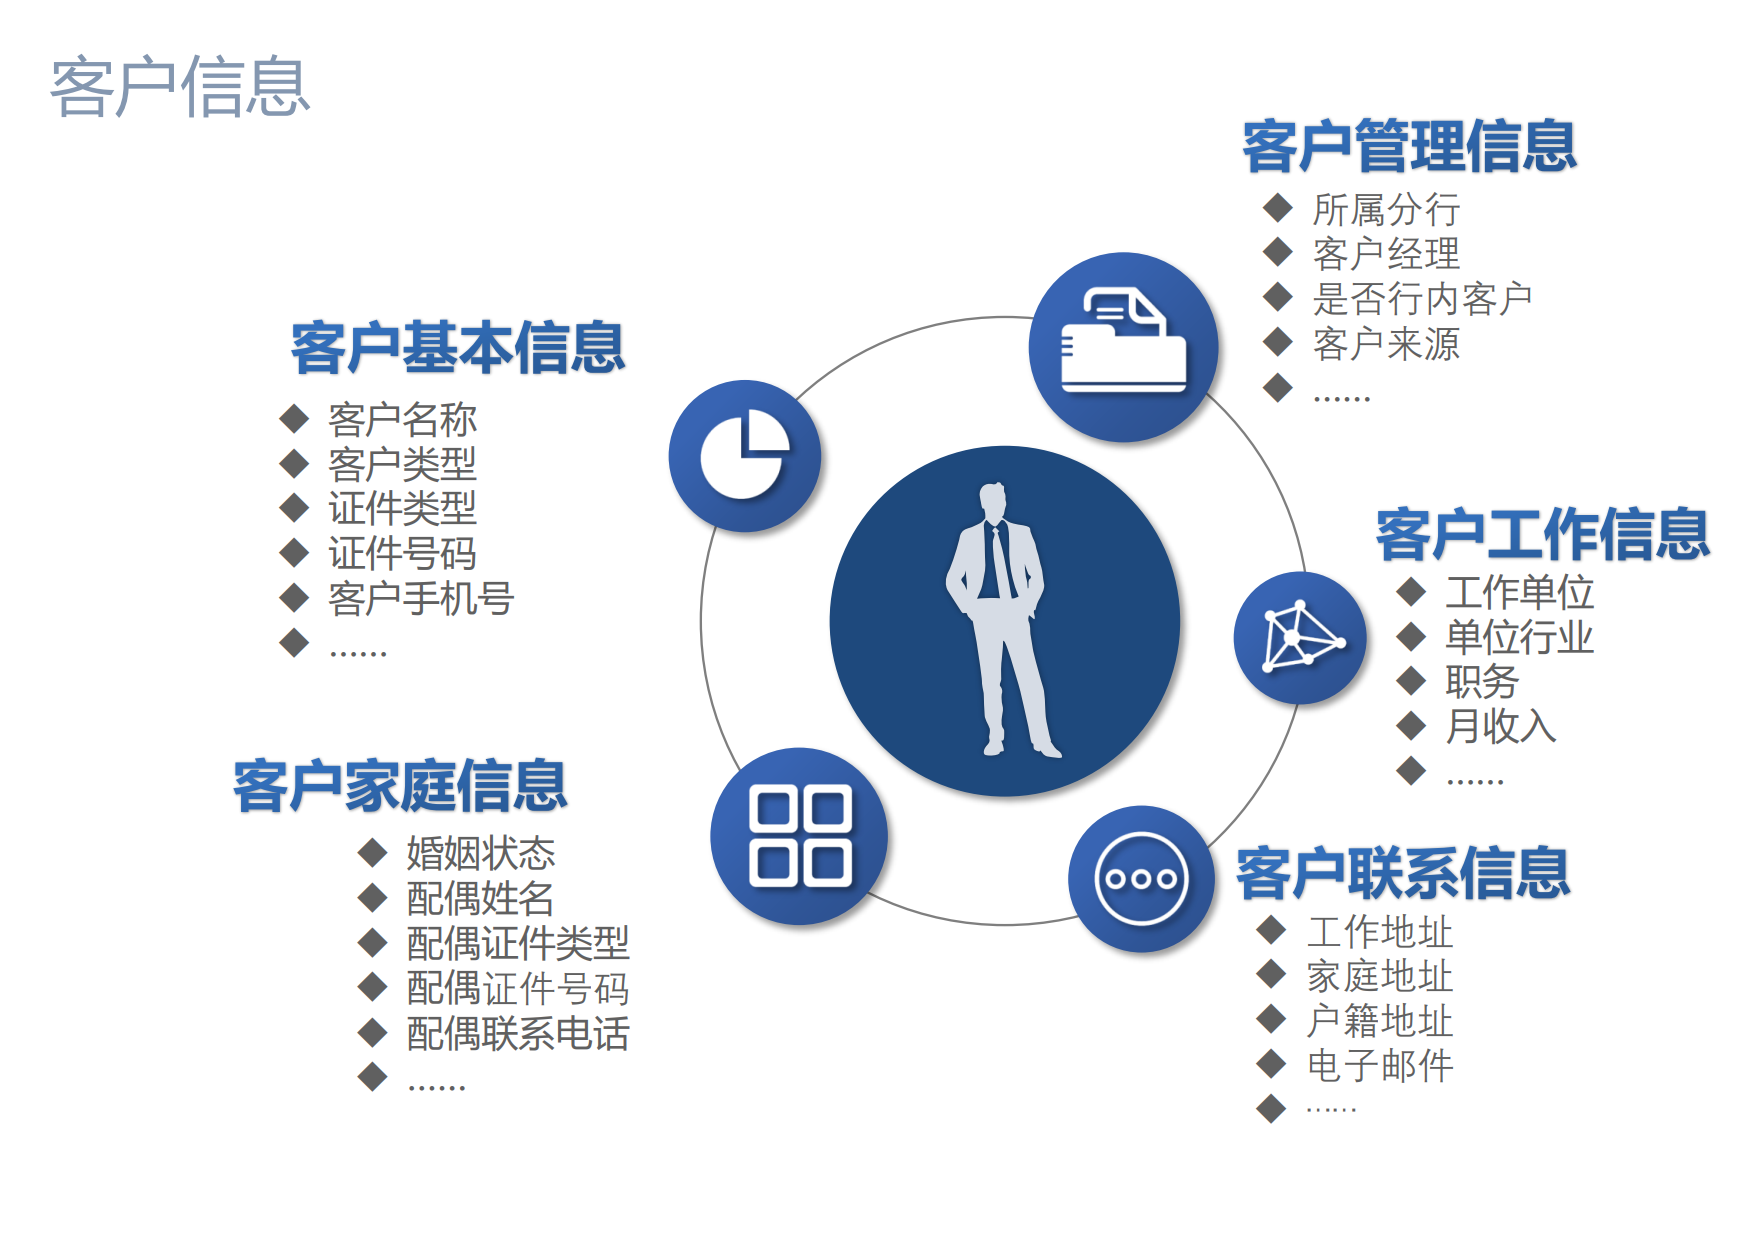 客户信息
客户管理信息
◆ 所属分行
◆ 客户经理
◆ 是否行内客户
◆ 客户来源
◆ ……
客户基本信息
◆ 客户名称
◆ 客户类型
◆ 证件类型
◆ 证件号码
◆ 客户手机号
◆ ……
客户工作信息
◆ 工作单位
◆ 单位行业
◆ 职务
◆ 月收入
◆ ……
客户家庭信息
◆ 婚姻状态
◆ 配偶姓名
◆ 配偶证件类型
◆ 配偶证件号码
◆ 配偶联系电话
◆ ……
客户联系信息
◆ 工作地址
◆ 家庭地址
◆ 户籍地址
◆ 电子邮件
◆ ……